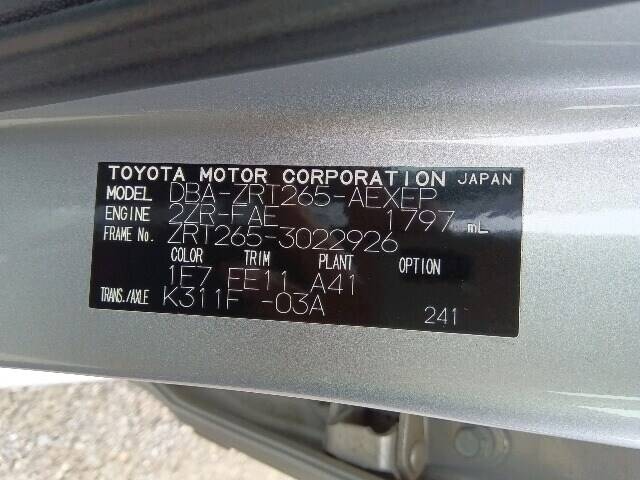 TOYOTA MOTOR CORPORATION JAPAN
MODEL DBA-ZRT265-AEXEP
ENGINE 2ZR-FAE 1797 mL
FRAME No. ZRT265-3022926
COLOR TRIM PLANT OPTION
1F7 FE11 A41
TRANS./AXLE K311F -03A
241